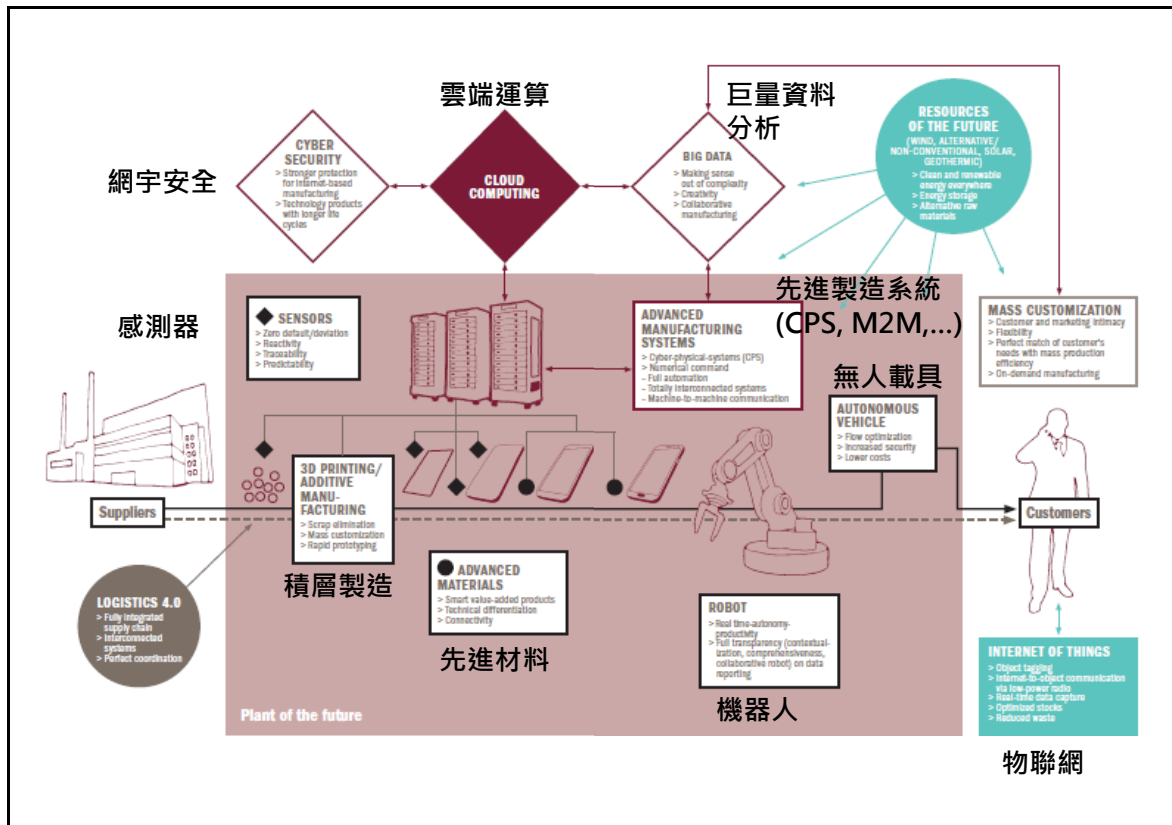 雲端運算
巨量資料
分析
網宇安全
CYBER
SECURITY
> Stronger protection
for internet-based
manufacturing
> Technology products
with longer life
cycles
CLOUD
COMPUTING
BIG DATA
> Making sense
out of complexity
> Creativity
> Collaborative
manufacturing
RESOURCES
OF THE FUTURE
(WIND, ALTERNATIVE/
NON-CONVENTIONAL, SOLAR,
GEOTHERMIC)
> Clean and renewable
energy everywhere
> Energy storage
> Alternative raw
materials
感測器
SENSORS
> Zero default/deviation
> Reactivity
> Traceability
> Predictability
先進製造系統
(CPS, M2M,...)
ADVANCED
MANUFACTURING
SYSTEMS
> Cyber-physical-systems (CPS)
> Numerical command
– Full automation
– Totally interconnected systems
– Machine-to-machine communication
MASS CUSTOMIZATION
> Customer and marketing intimacy
> Flexibility
> Perfect match of customer's
needs with mass production
efficiency
> On-demand manufacturing
無人載具
AUTONOMOUS
VEHICLE
> Flow optimization
> Increased security
> Lower costs
Suppliers
3D PRINTING/
ADDITIVE
MANU-
FACTURING
> Scrap elimination
> Mass customization
> Rapid prototyping
積層製造
Customers
LOGISTICS 4.0
> Fully integrated
supply chain
> Interconnected
systems
> Perfect coordination
ADVANCED
MATERIALS
> Smart value-added products
> Technical differentiation
> Connectivity
先進材料
ROBOT
> Real time-autonomy-
productivity
> Full transparency (contextual-
ization, comprehensiveness,
collaborative robot) on data
reporting
機器人
INTERNET OF THINGS
> Object tagging
> Internet-to-object communication
via low-power radio
> Real-time data capture
> Optimized stocks
> Reduced waste
物聯網
Plant of the future